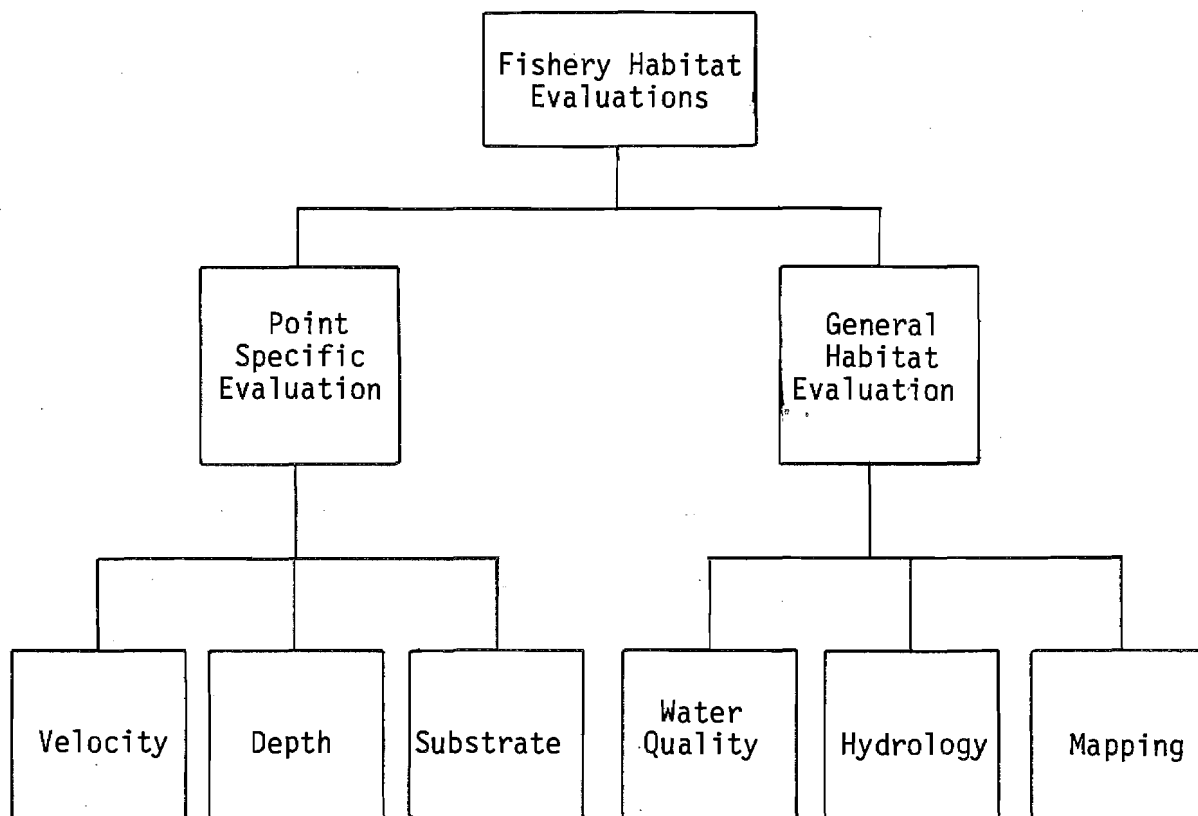 Fishery Habitat
Evaluations
Point
Specific
Evaluation
General
Habitat
Evaluation
Velocity
Depth
Substrate
Water
Quality
Hydrology
Mapping